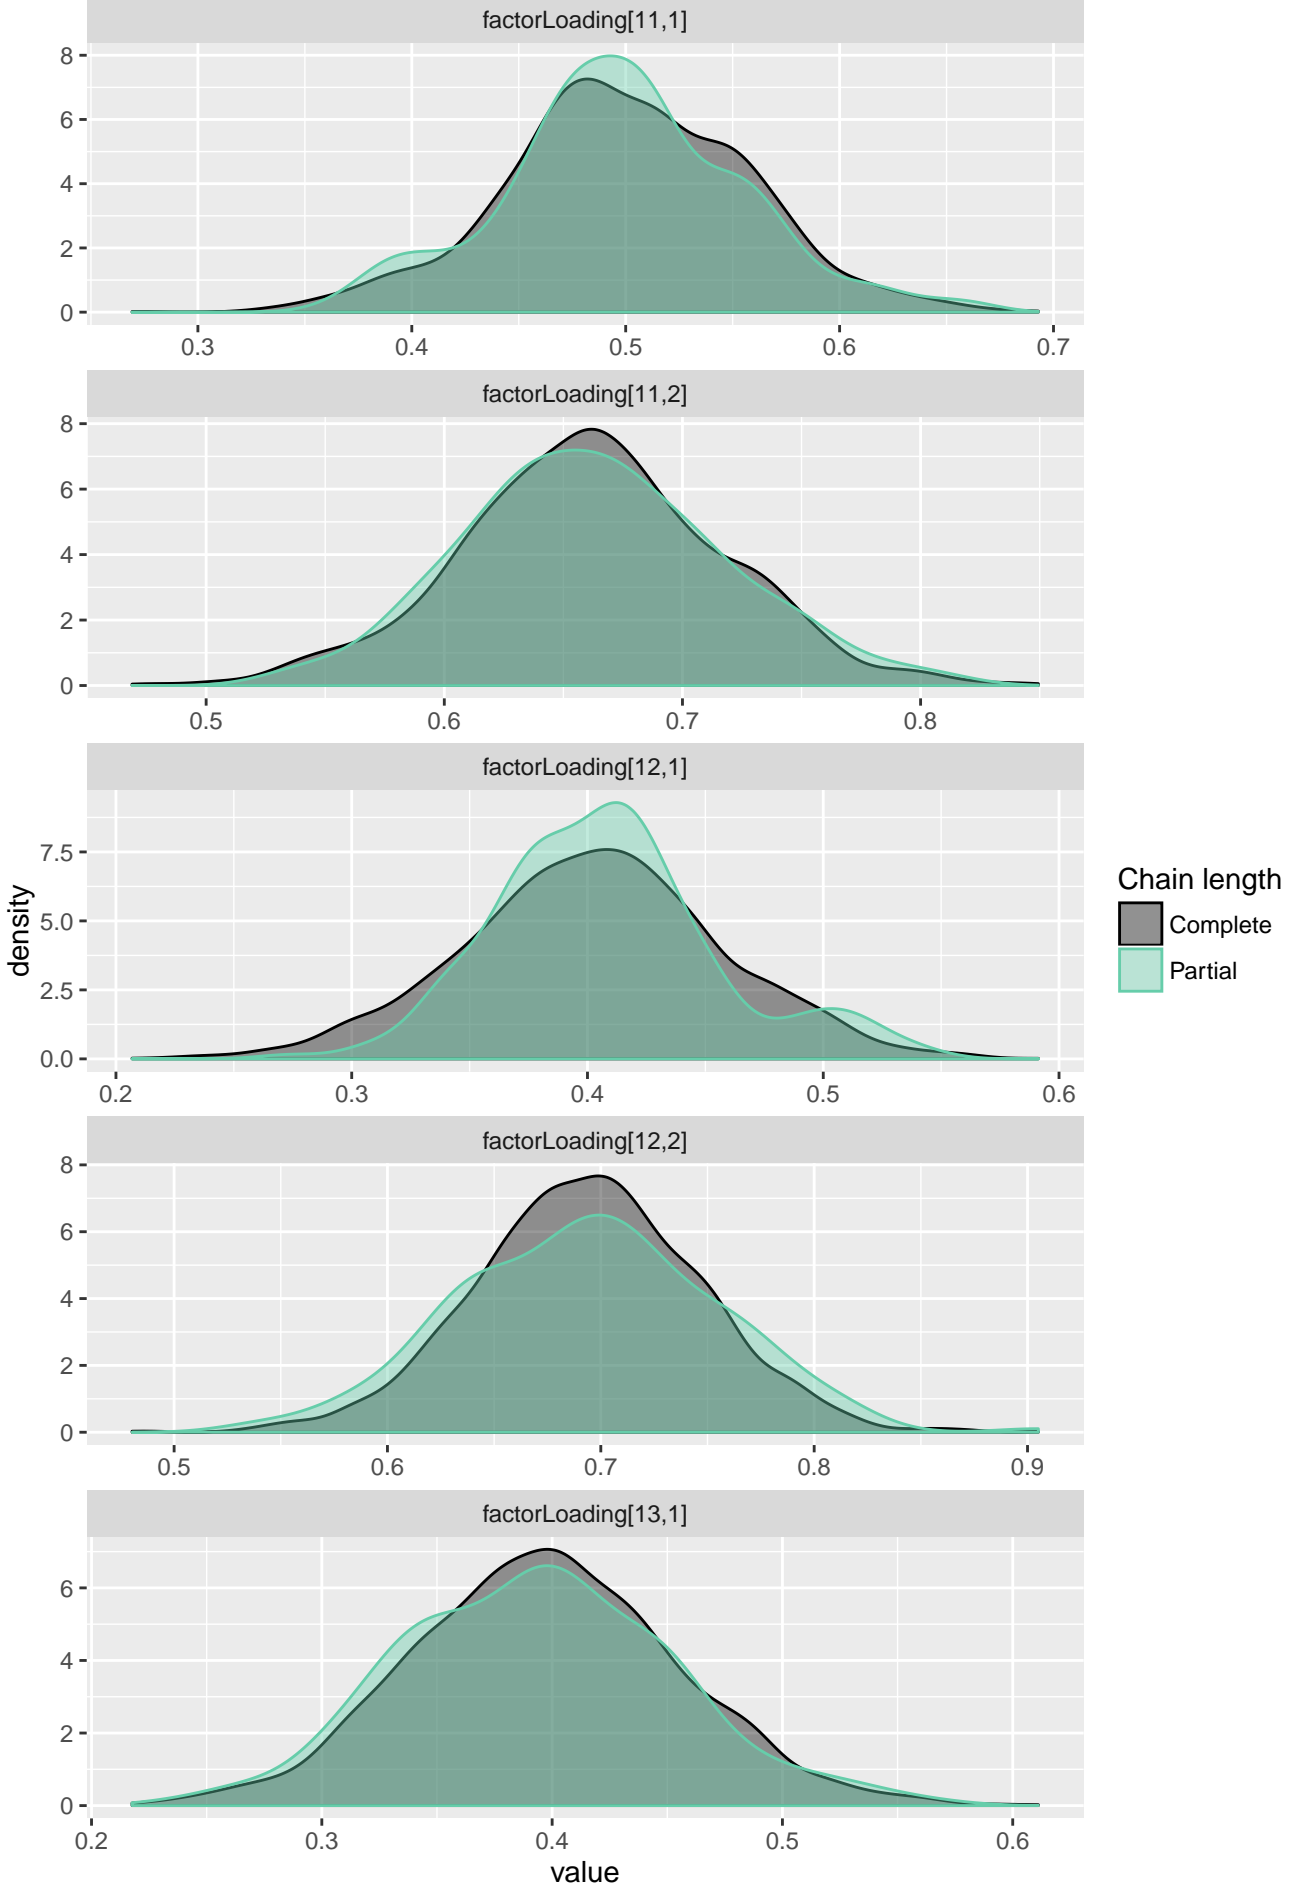 factorLoading[11,1]
8
6
4
2
0
0.3 0.4 0.5 0.6 0.7
factorLoading[11,2]
8
6
4
2
0
0.5 0.6 0.7 0.8
factorLoading[12,1]
7.5
5.0
2.5
0.0
0.2 0.3 0.4 0.5 0.6
factorLoading[12,2]
8
6
4
2
0
0.5 0.6 0.7 0.8 0.9
factorLoading[13,1]
6
4
2
0
0.2 0.3 0.4 0.5 0.6
value
density
Chain length
Complete
Partial